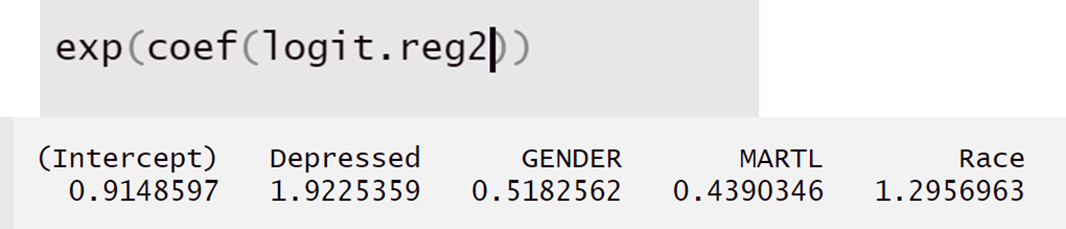 exp(coef(logit.reg2))
(Intercept) Depressed GENDER MARTL Race
0.9148597 1.9225359 0.5182562 0.4390346 1.2956963